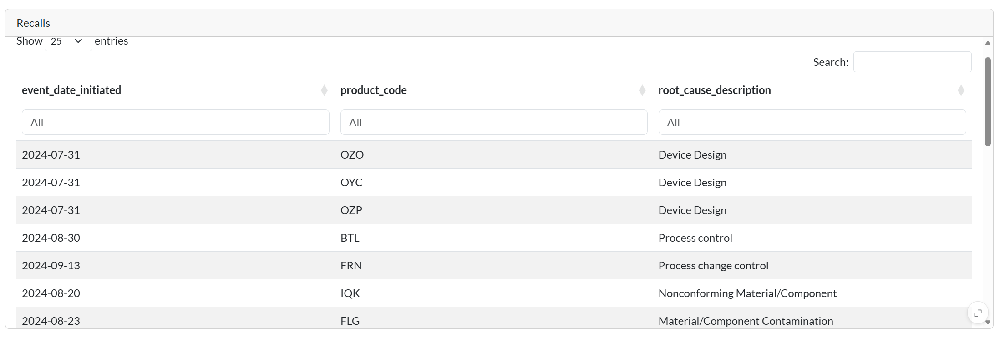 Recalls
Show 25 entries
Search:
event_date_initiated product_code root_cause_description
All All All
2024-07-31 OZO Device Design
2024-07-31 OYC Device Design
2024-07-31 OZP Device Design
2024-08-30 BTL Process control
2024-09-13 FRN Process change control
2024-08-20 IQK Nonconforming Material/Component
2024-08-23 FLG Material/Component Contamination